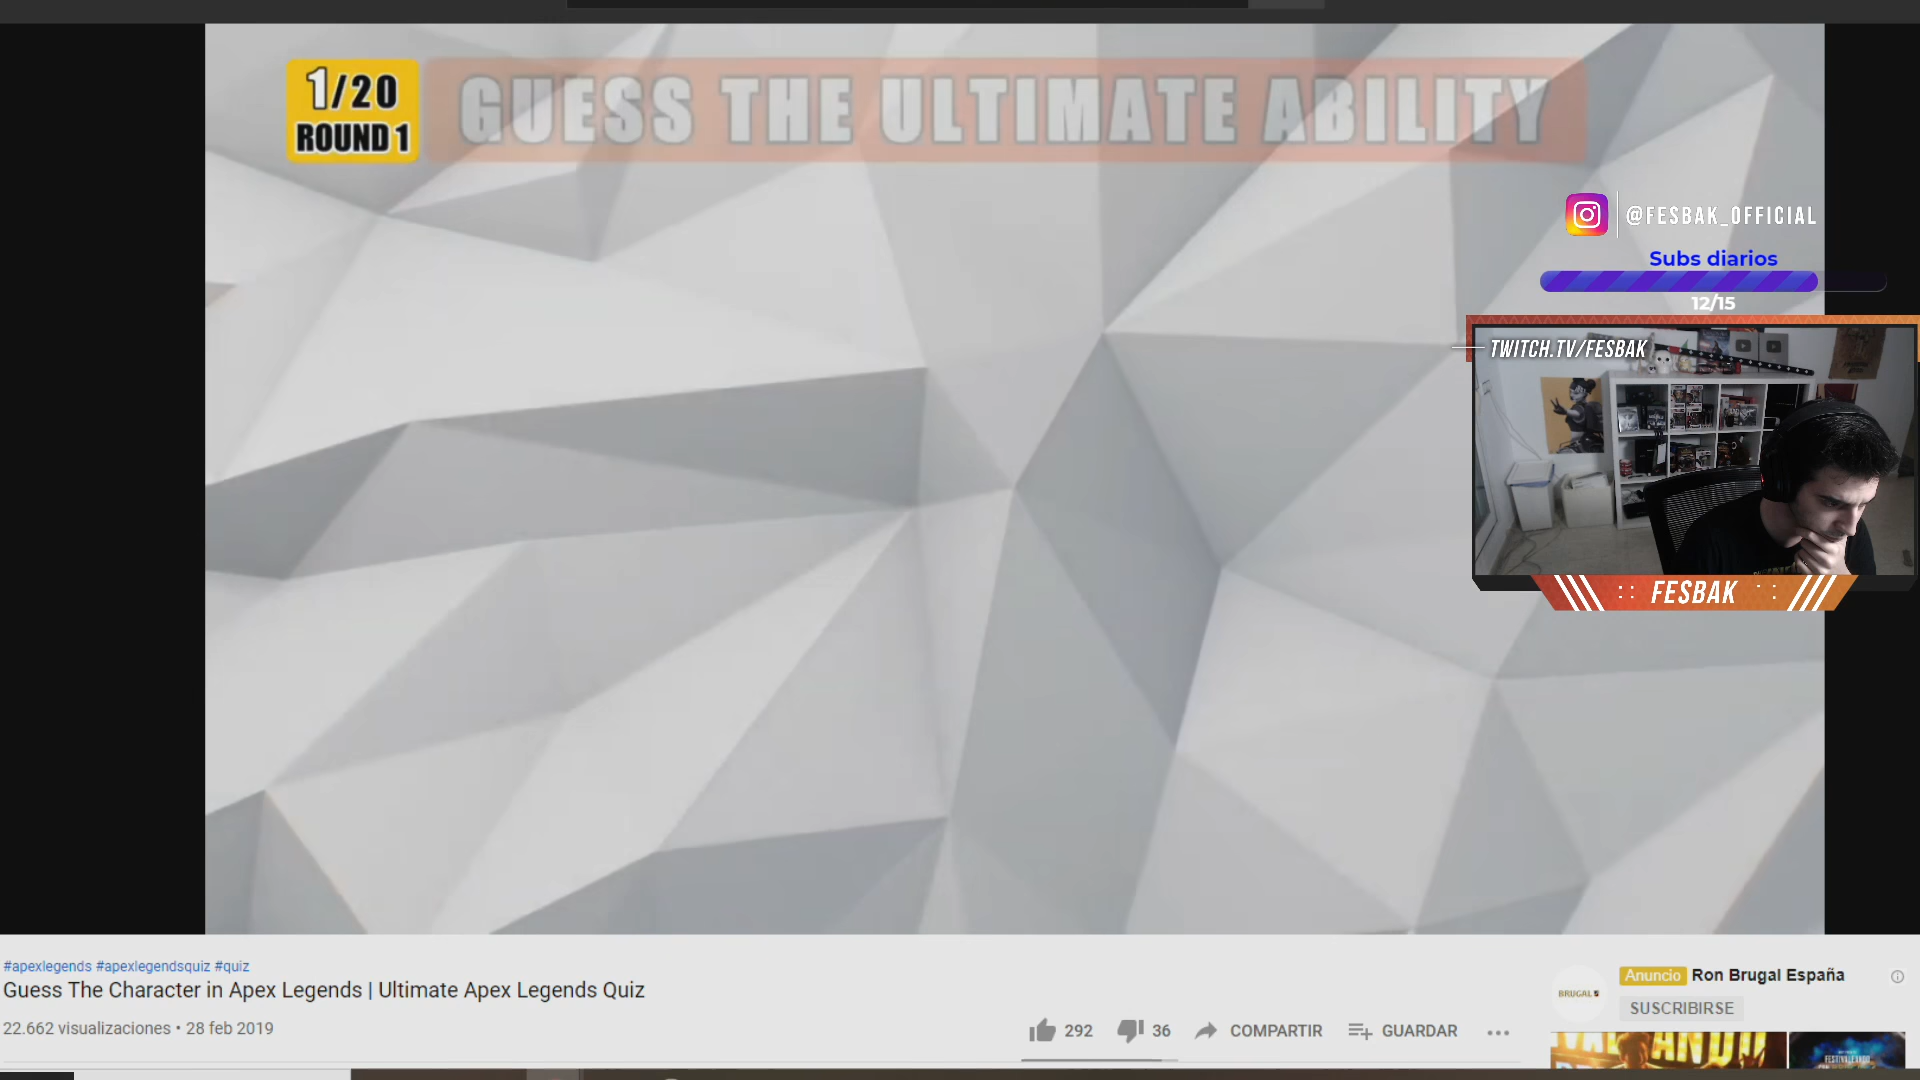 1/20
ROUND 1
GUESS THE ULTIMATE ABILITY
@FESBAK_OFFICIAL
Subs diarios
12/15
TWITCH.TV/FESBAK
FESBAK
#apexlegends #apexlegendsquiz #quiz
Guess The Character in Apex Legends | Ultimate Apex Legends Quiz
22.662 visualizaciones • 28 feb 2019
292
36
COMPARTIR
GUARDAR
BRUGAL
Anuncio Ron Brugal España
SUSCRIBIRSE